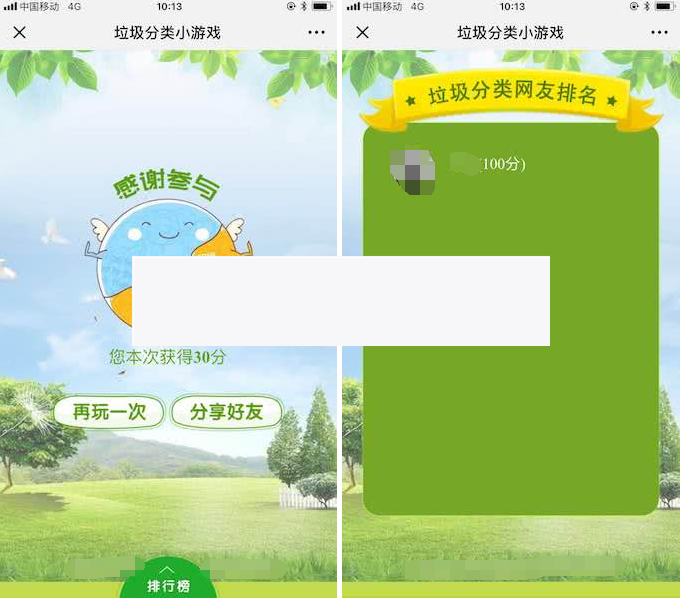 中国移动 4G
10:13
垃圾分类小游戏
感谢参与
您本次获得30分
再玩一次
分享好友
排行榜
中国移动 4G
10:13
垃圾分类小游戏
垃圾分类网友排名
(100分)